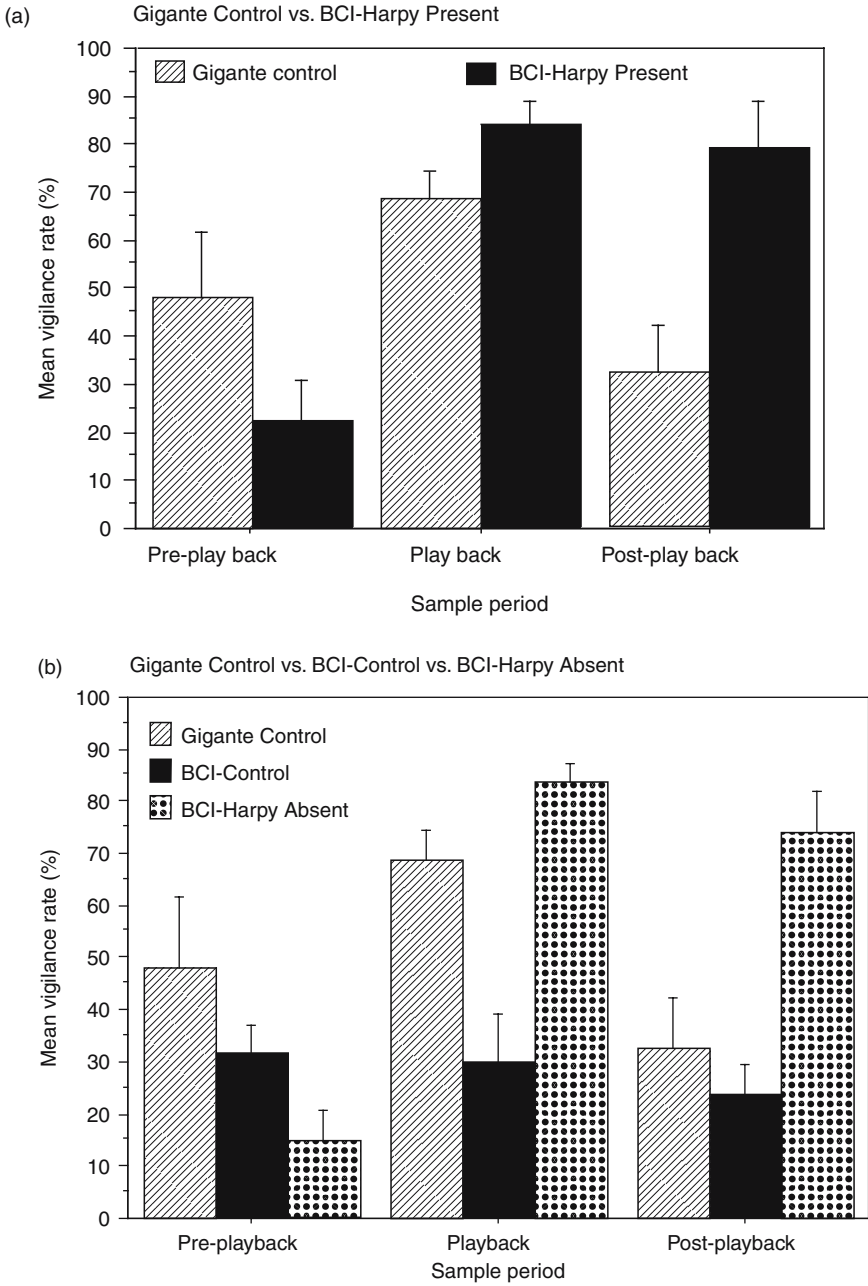 (a) Gigante Control vs. BCI-Harpy Present
100
90
80
70
60
50
40
30
20
10
0
Mean vigilance rate (%)
Gigante control BCI-Harpy Present
Pre-play back Play back Post-play back
Sample period
(b) Gigante Control vs. BCI-Control vs. BCI-Harpy Absent
100
90
80
70
60
50
40
30
20
10
0
Mean vigilance rate (%)
Gigante Control
BCI-Control
BCI-Harpy Absent
Pre-playback Playback Post-playback
Sample period